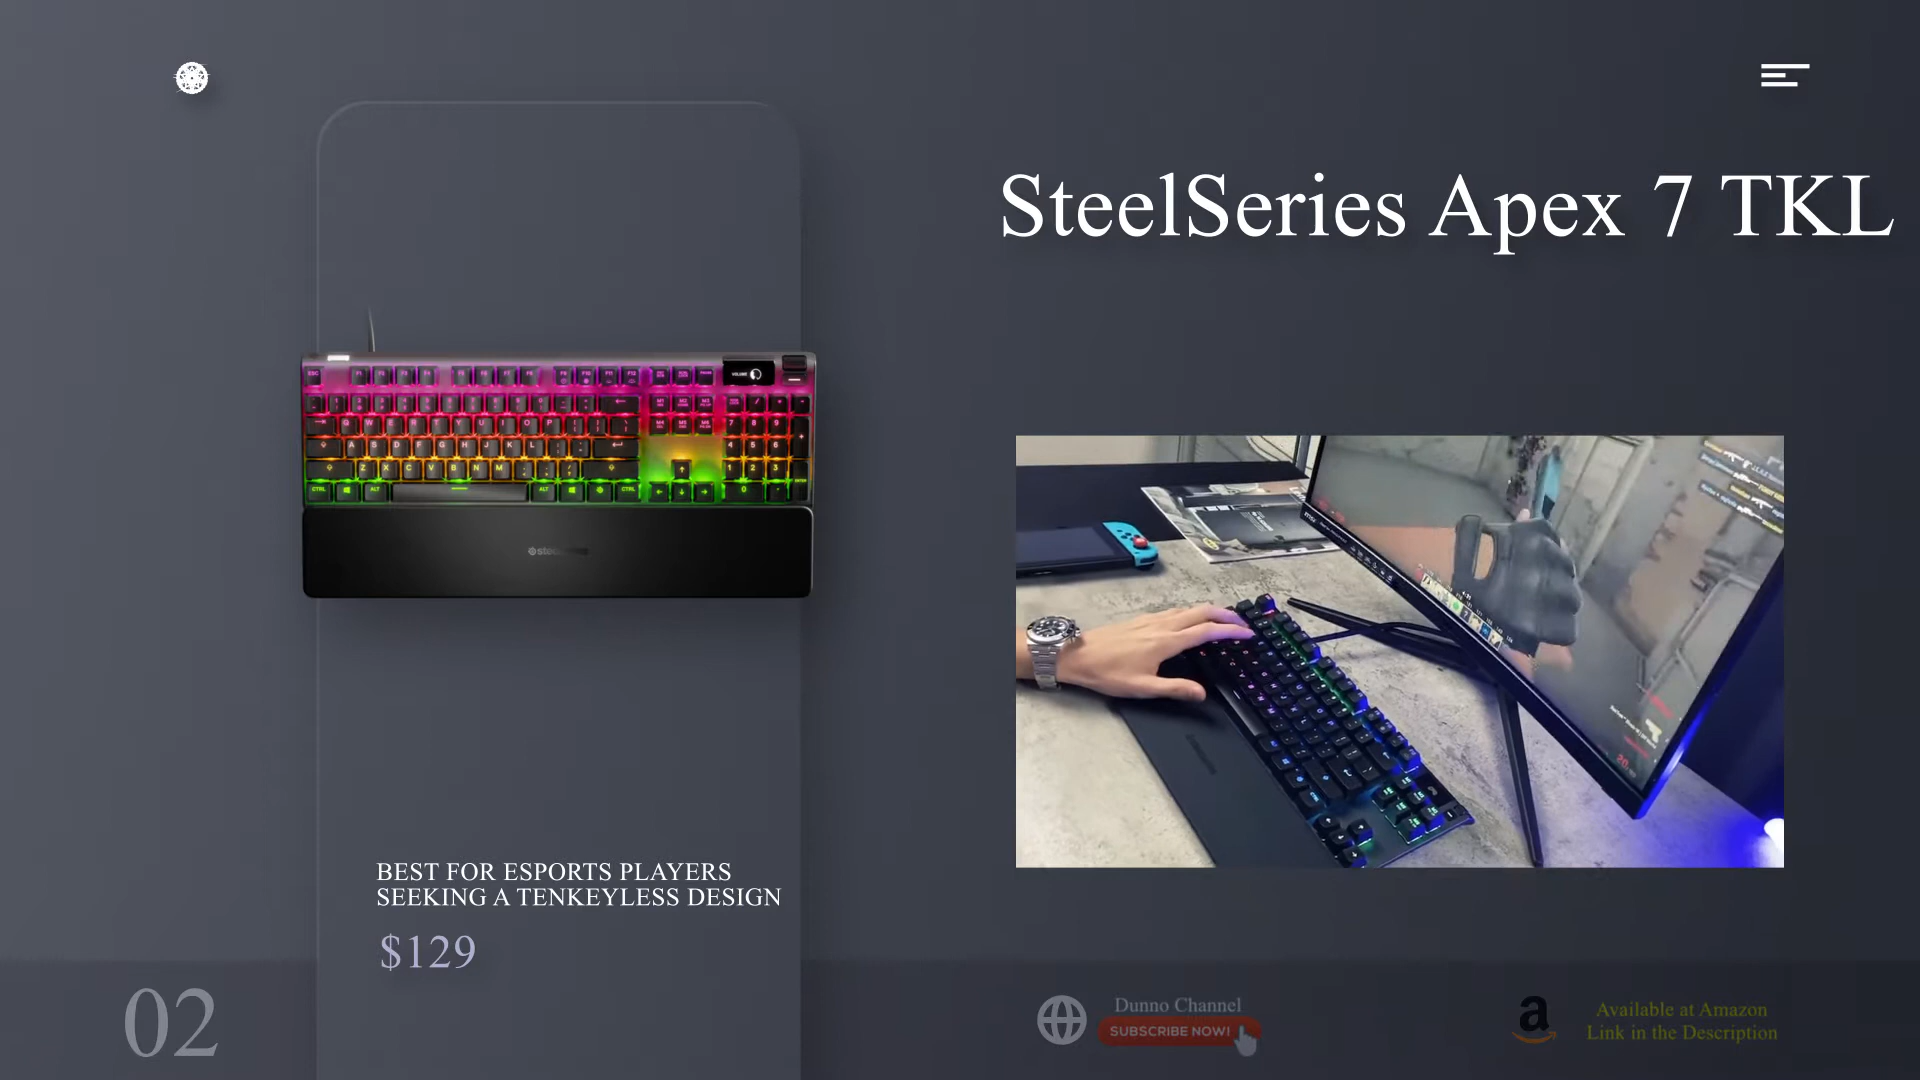 SteelSeries Apex 7 TKL
BEST FOR ESPORTS PLAYERS
SEEKING A TENKEYLESS DESIGN
$129
02
Dunno Channel
SUBSCRIBE NOW!
Available at Amazon
Link in the Description